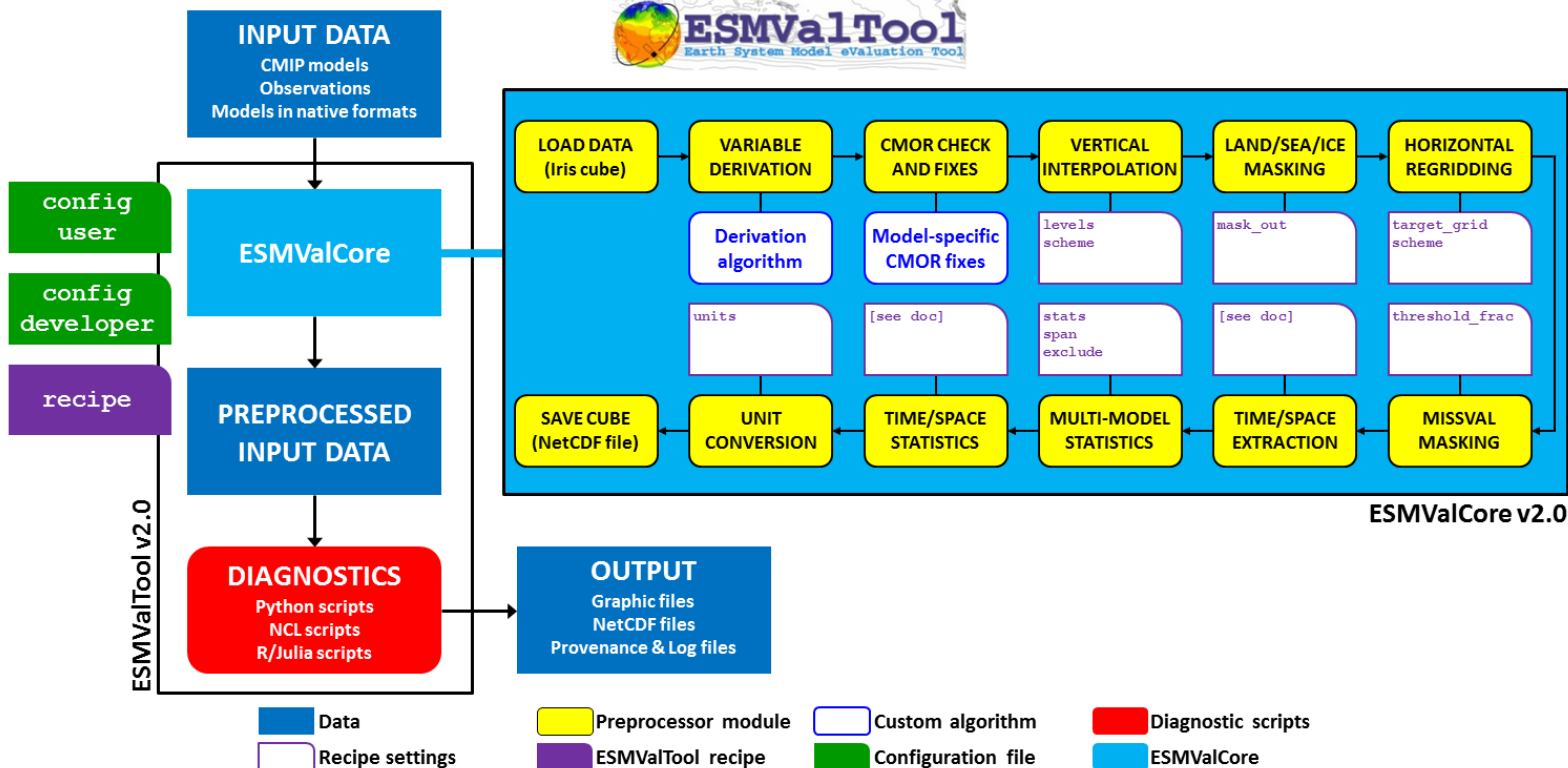 ESMValTool
Earth System Model eValuation Tool
INPUT DATA
CMIP models
Observations
Models in native formats
config
user
config
developer
recipe
ESMValCore
PREPROCESSED
INPUT DATA
DIAGNOSTICS
Python scripts
NCL scripts
R/Julia scripts
ESMValTool v2.0
OUTPUT
Graphic files
NetCDF files
Provenance & Log files
LOAD DATA
(Iris cube)
VARIABLE
DERIVATION
CMOR CHECK
AND FIXES
VERTICAL
INTERPOLATION
LAND/SEA/ICE
MASKING
HORIZONTAL
REGRIDDING
Derivation
algorithm
Model-specific
CMOR fixes
levels
scheme
mask_out
target_grid
scheme
units
[see doc]
stats
span
exclude
[see doc]
threshold_frac
SAVE CUBE
(NetCDF file)
UNIT
CONVERSION
TIME/SPACE
STATISTICS
MULTI-MODEL
STATISTICS
TIME/SPACE
EXTRACTION
MISSVAL
MASKING
ESMValCore v2.0
Data
Preprocessor module
Custom algorithm
Diagnostic scripts
Recipe settings
ESMValTool recipe
Configuration file
ESMValCore